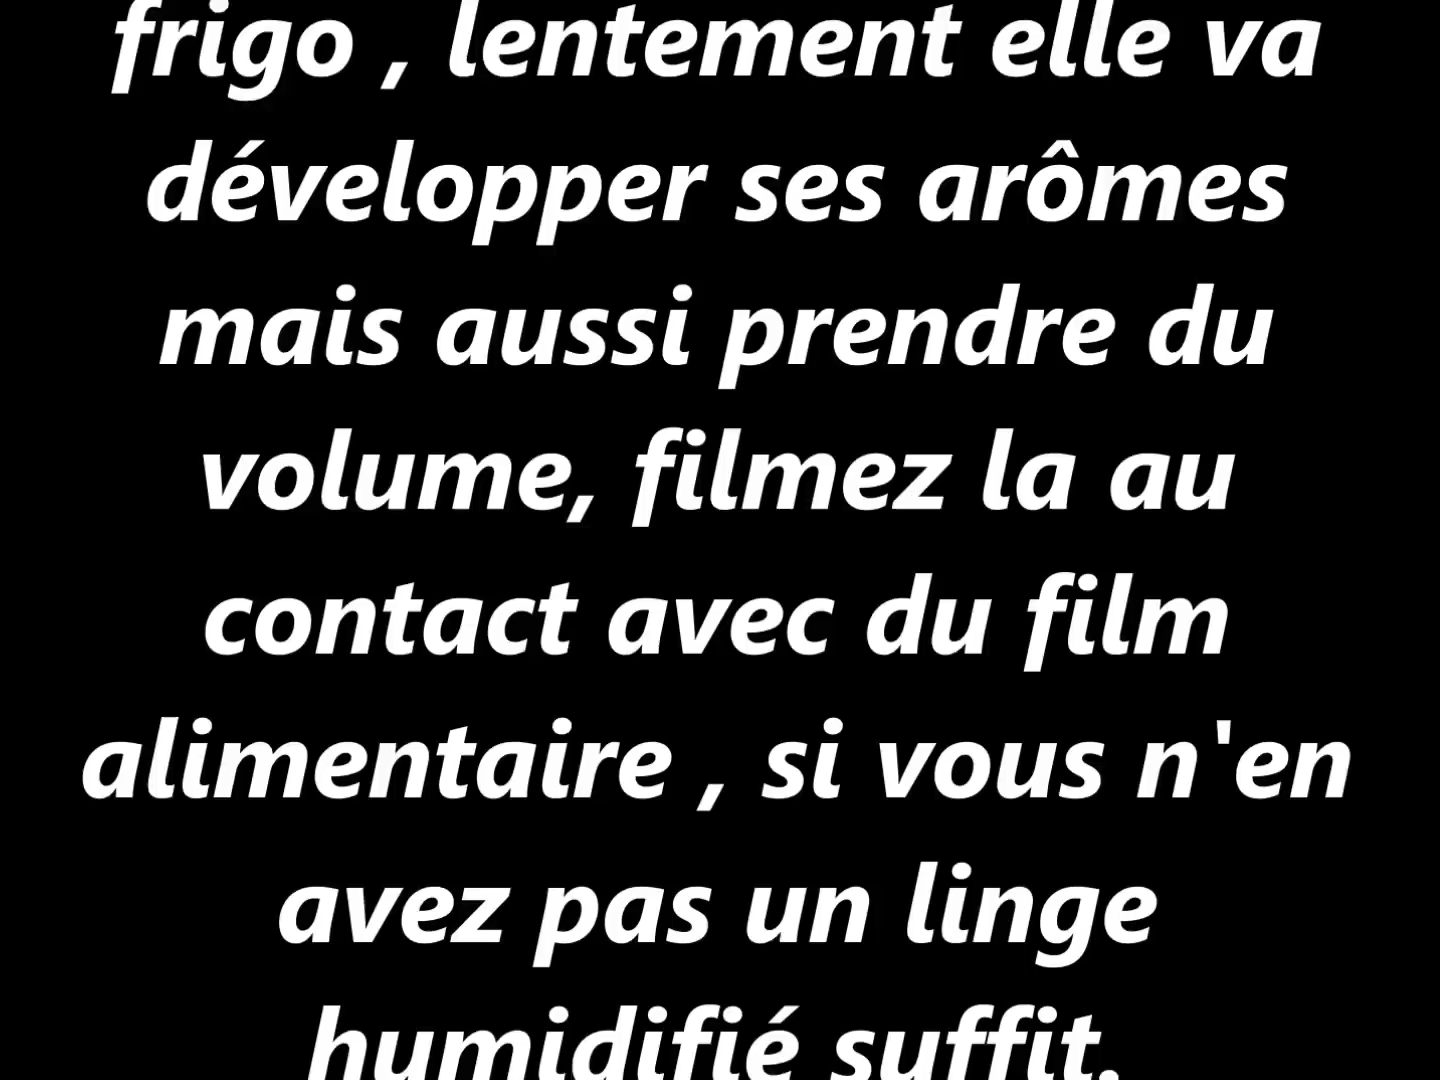 frigo , lentement elle va
développer ses arômes
mais aussi prendre du
volume, filmez la au
contact avec du film
alimentaire , si vous n'en
avez pas un linge
humidifié suffit.